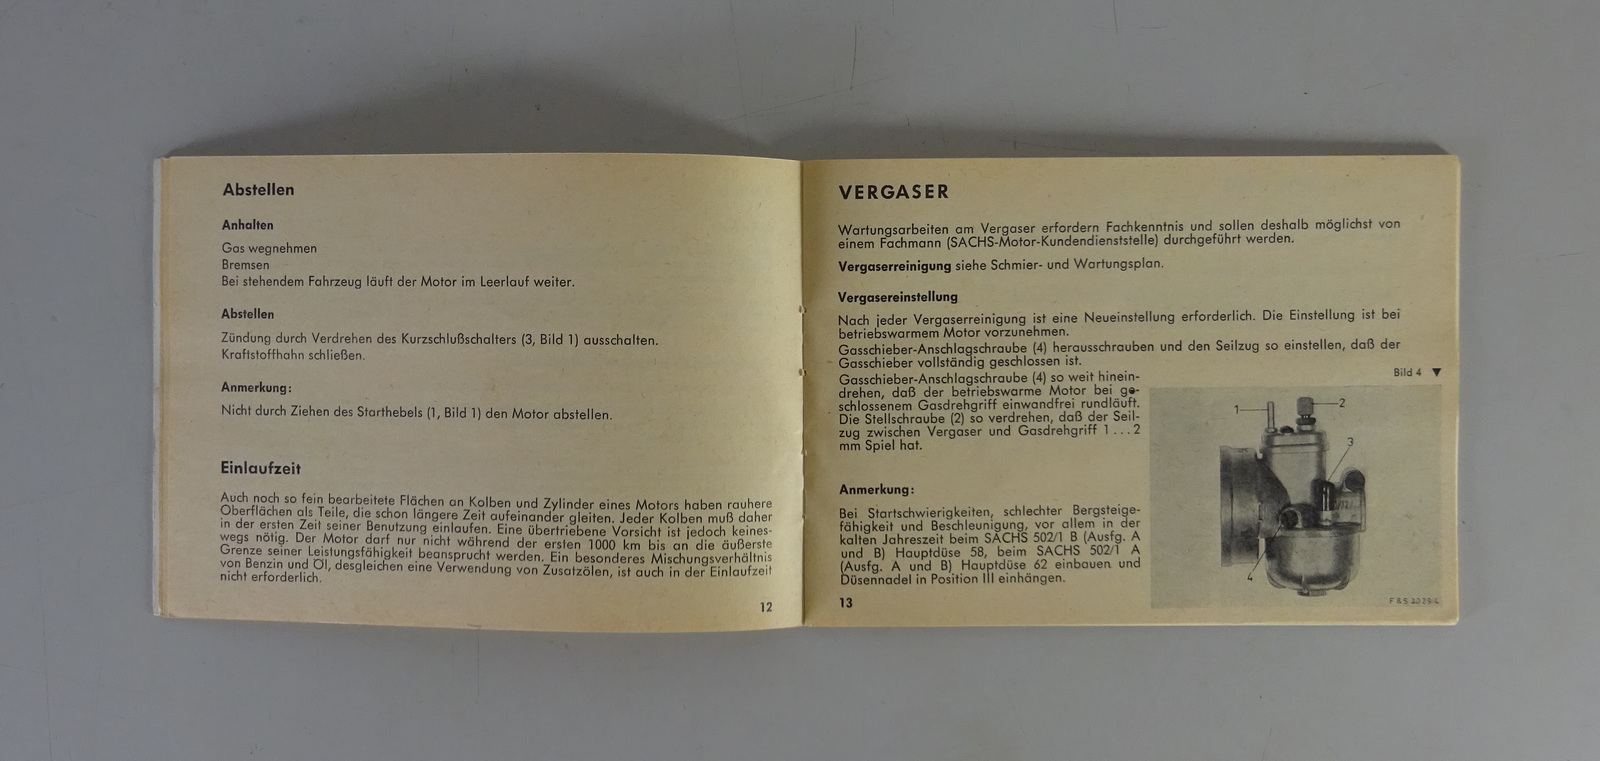 Abstellen
Anhalten
Gas wegnehmen
Bremsen
Bei stehendem Fahrzeug läuft der Motor im Leerlauf weiter.
Abstellen
Zündung durch Verdrehen des Kurzschlußschalters (3, Bild 1) ausschalten.
Kraftstoffhahn schließen.
Anmerkung:
Nicht durch Ziehen des Starthebels (1, Bild 1) den Motor abstellen.
Einlaufzeit
Auch noch so fein bearbeitete Flächen an Kolben und Zylinder eines Motors haben rauhere
Oberflächen als Teile, die schon längere Zeit aufeinander gleiten. Jeder Kolben muß daher
in der ersten Zeit seiner Benutzung einlaufen. Eine übertriebene Vorsicht ist jedoch keines-
wegs nötig. Der Motor darf nur nicht während der ersten 1000 km bis an die äußerste
Grenze seiner Leistungsfähigkeit beansprucht werden. Ein besonderes Mischungsverhältnis
von Benzin und Öl, desgleichen eine Verwendung von Zusatzölen, ist auch in der Einlaufzeit
nicht erforderlich.
12
VERGASER
Wartungsarbeiten am Vergaser erfordern Fachkenntnis und sollen deshalb möglichst von
einem Fachmann (SACHS-Motor-Kundendienststelle) durchgeführt werden.
Vergaserreinigung siehe Schmier- und Wartungsplan.
Vergasereinstellung
Nach jeder Vergaserreinigung ist eine Neueinstellung erforderlich. Die Einstellung ist bei
betriebswarmem Motor vorzunehmen.
Gasschieber-Anschlagschraube (4) herausschrauben und den Seilzug so einstellen, daß der
Gasschieber vollständig geschlossen ist.
Gasschieber-Anschlagschraube (4) so weit hinein-
drehen, daß der betriebswarme Motor bei ge-
schlossenem Gasdrehgriff einwandfrei rundläuft.
Die Stellschraube (2) so verdrehen, daß der Seil-
zug zwischen Vergaser und Gasdrehgriff 1 . . . 2
mm Spiel hat.
Anmerkung:
Bei Startschwierigkeiten, schlechter Bergsteige-
fähigkeit und Beschleunigung, vor allem in der
kalten Jahreszeit beim SACHS 502/1 B (Ausfg. A
und B) Hauptdüse 58, beim SACHS 502/1 A
(Ausfg. A und B) Hauptdüse 62 einbauen und
Düsennadel in Position III einhängen.
13
Bild 4 ▼
1
2
3
4